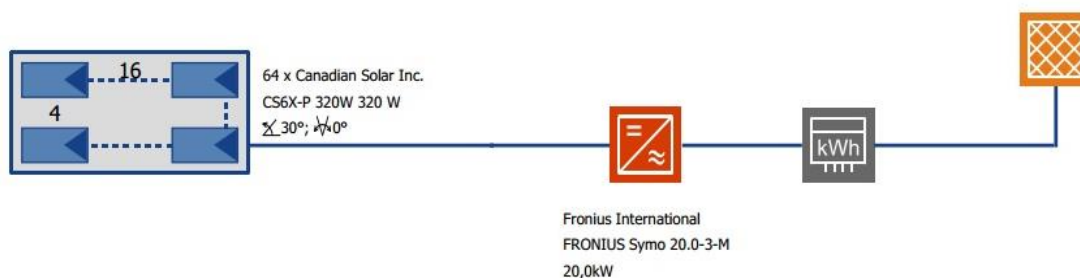 16
4
64 x Canadian Solar Inc.
CS6X-P 320W 320 W
30°; 0°
kWh
Fronius International
FRONIUS Symo 20.0-3-M
20,0kW